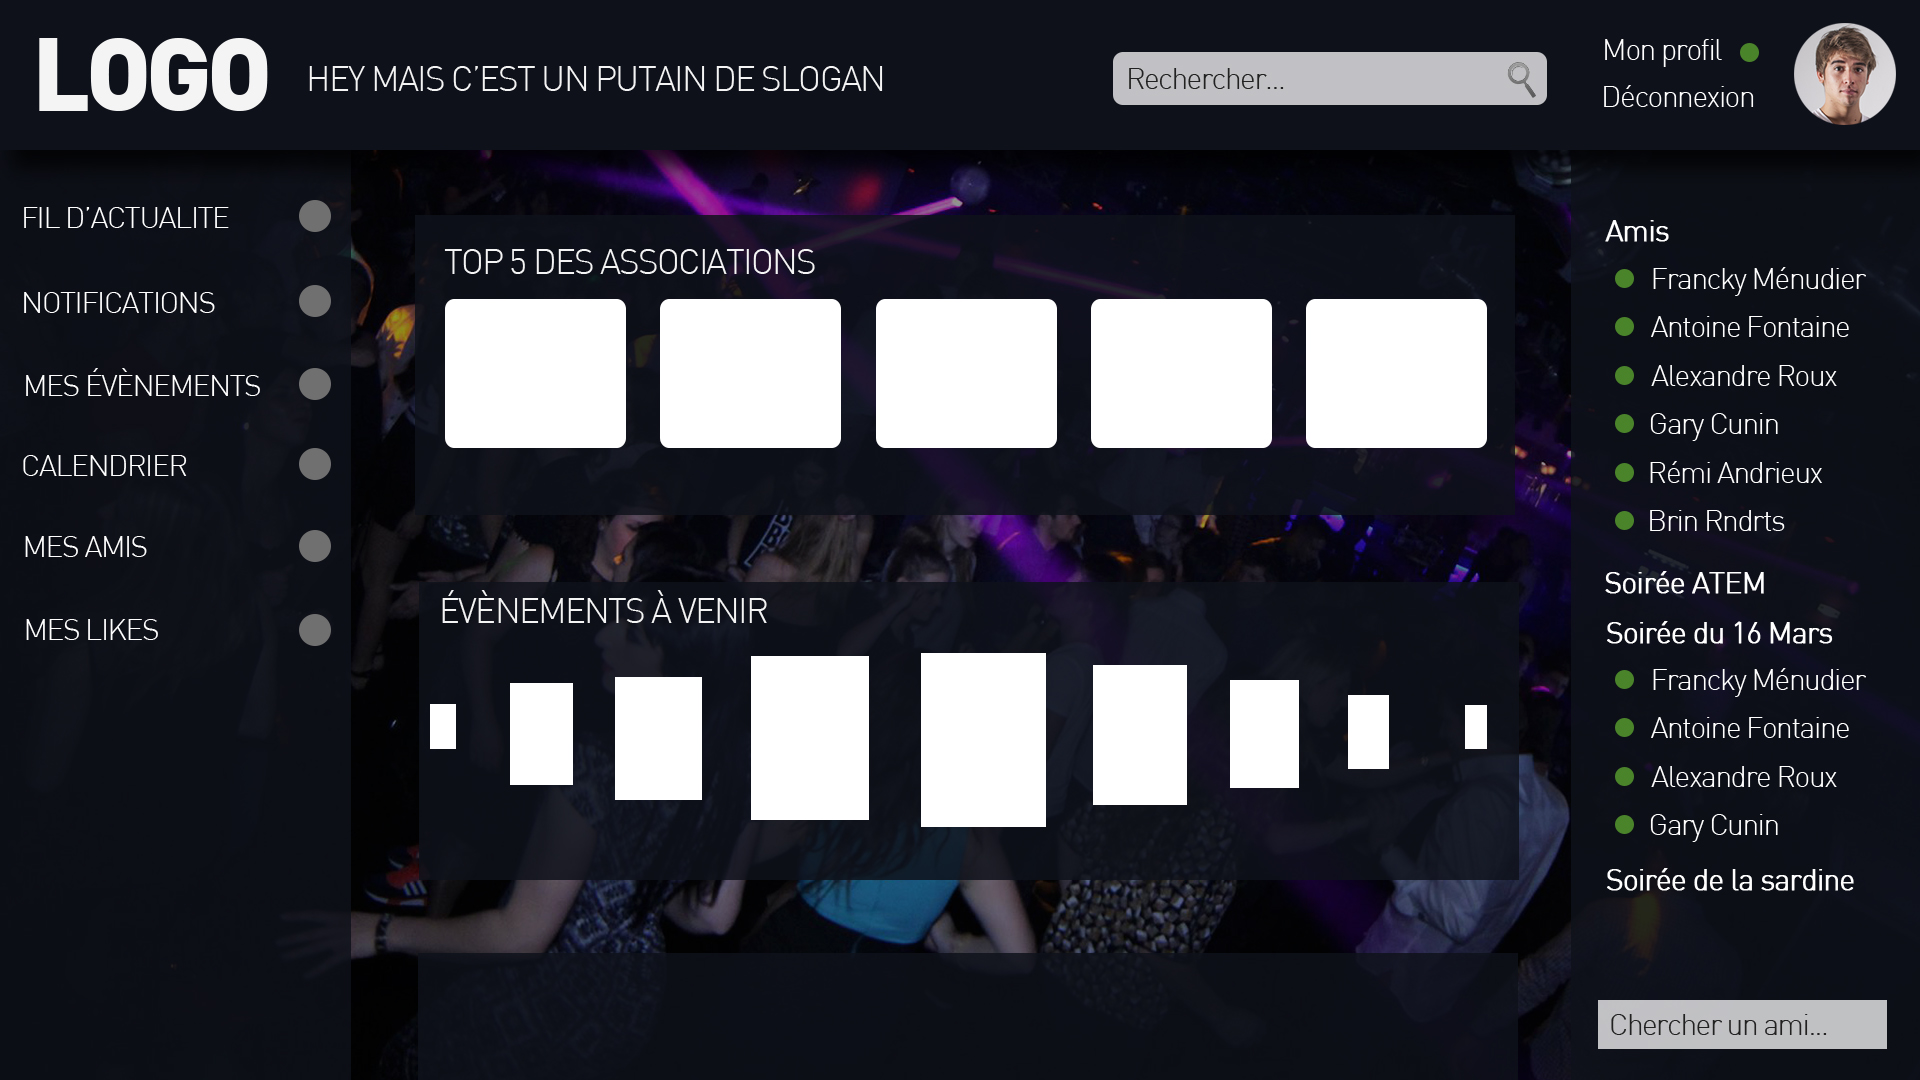 LOGO
HEY MAIS C'EST UN PUTAIN DE SLOGAN
Rechercher...
Mon profil
Déconnexion
FIL D'ACTUALITE
NOTIFICATIONS
MES ÉVÈNEMENTS
CALENDRIER
MES AMIS
MES LIKES
TOP 5 DES ASSOCIATIONS
ÉVÈNEMENTS À VENIR
Amis
Francky Ménudier
Antoine Fontaine
Alexandre Roux
Gary Cunin
Rémi Andrieux
Brin Rndrts
Soirée ATEM
Soirée du 16 Mars
Francky Ménudier
Antoine Fontaine
Alexandre Roux
Gary Cunin
Soirée de la sardine
Chercher un ami...